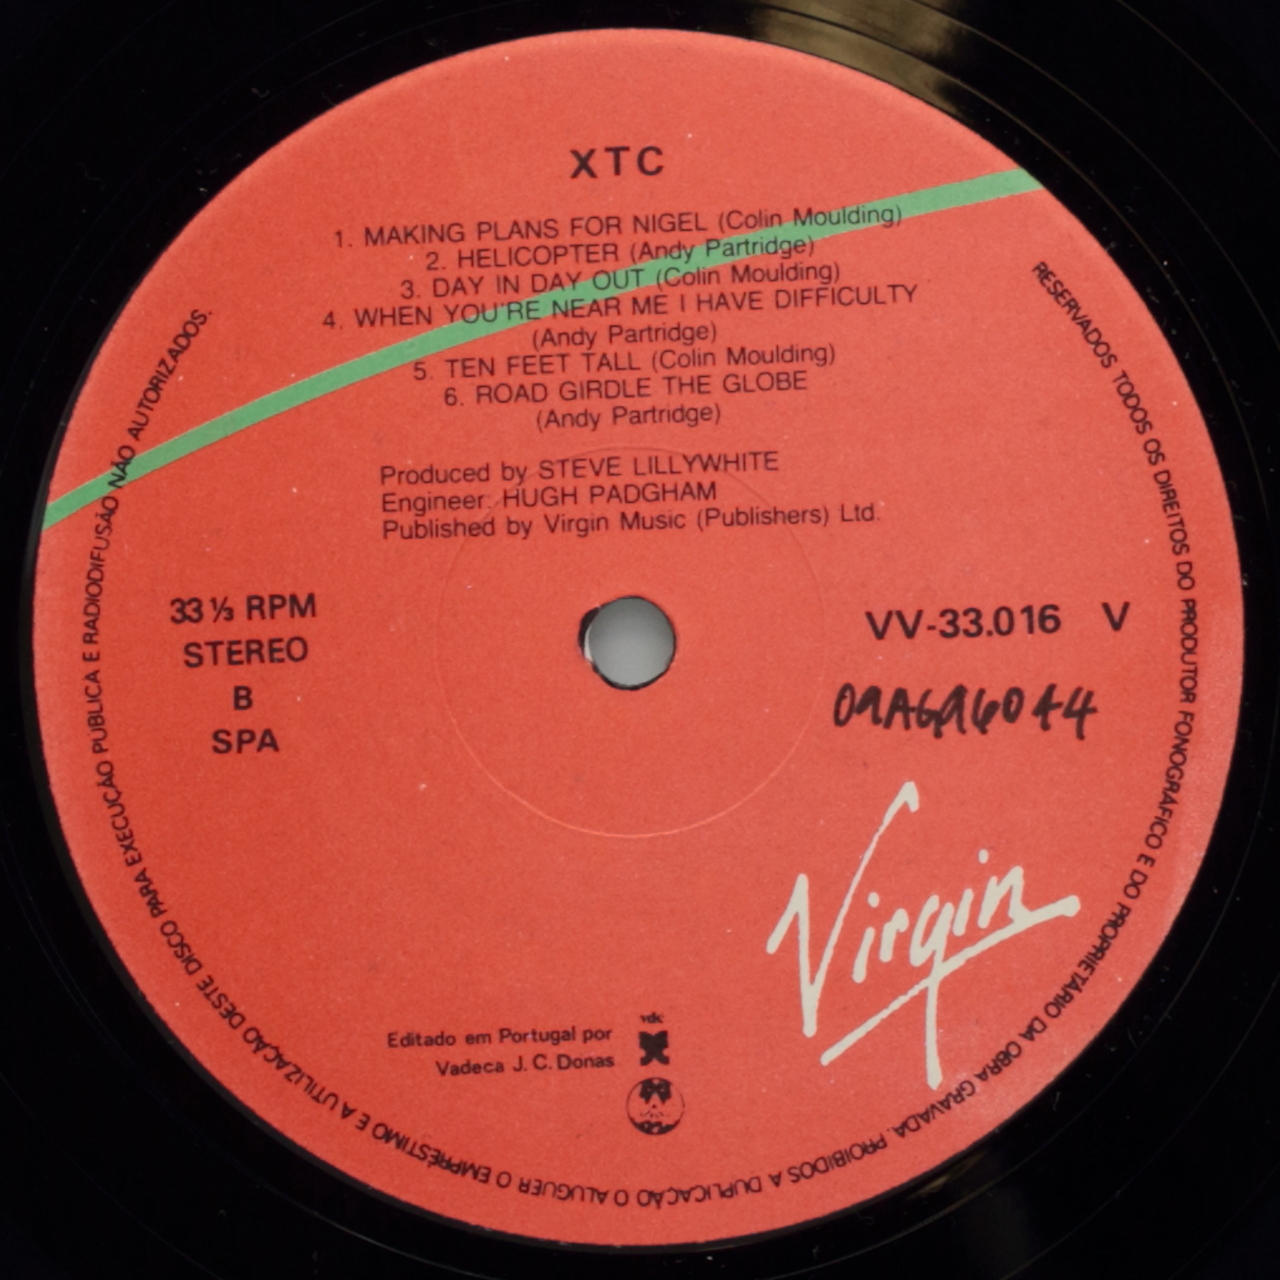 XTC
1. MAKING PLANS FOR NIGEL (Colin Moulding)
2. HELICOPTER (Andy Partridge)
3. DAY IN DAY OUT (Colin Moulding)
4. WHEN YOU'RE NEAR ME I HAVE DIFFICULTY
(Andy Partridge)
5. TEN FEET TALL (Colin Moulding)
6. ROAD GIRDLE THE GLOBE
(Andy Partridge)
Produced by STEVE LILLYWHITE
Engineer: HUGH PADGHAM
Published by Virgin Music (Publishers) Ltd.
33⅓ RPM
STEREO
B
SPA
VV-33.016 V
Virgin
Editado em Portugal por
Vadeca J. C. Donas
vdc
RESERVADOS TODOS OS DIREITOS DO PRODUTOR FONOGRAFICO E DO PROPRIETÁRIO DA OBRA GRAVADA. PROIBIDOS A DUPLICAÇÃO O ALUGUER O EMPRÉSTIMO E A UTILIZAÇÃO DESTE DISCO PARA EXECUÇÃO PUBLICA E RADIODIFUSÃO NÃO AUTORIZADOS.